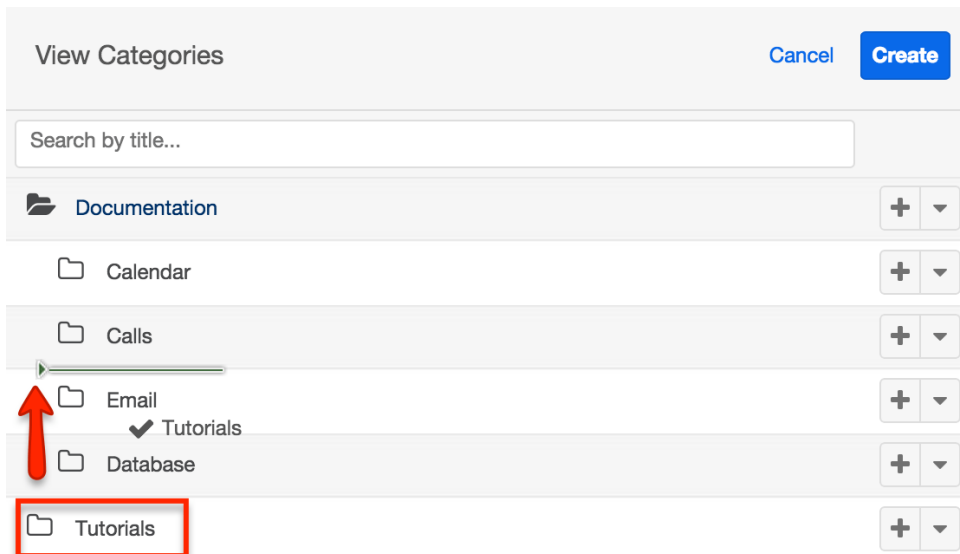 View Categories
Cancel
Create
Search by title...
Documentation
Calendar
Calls
Email
Tutorials
Database
Tutorials